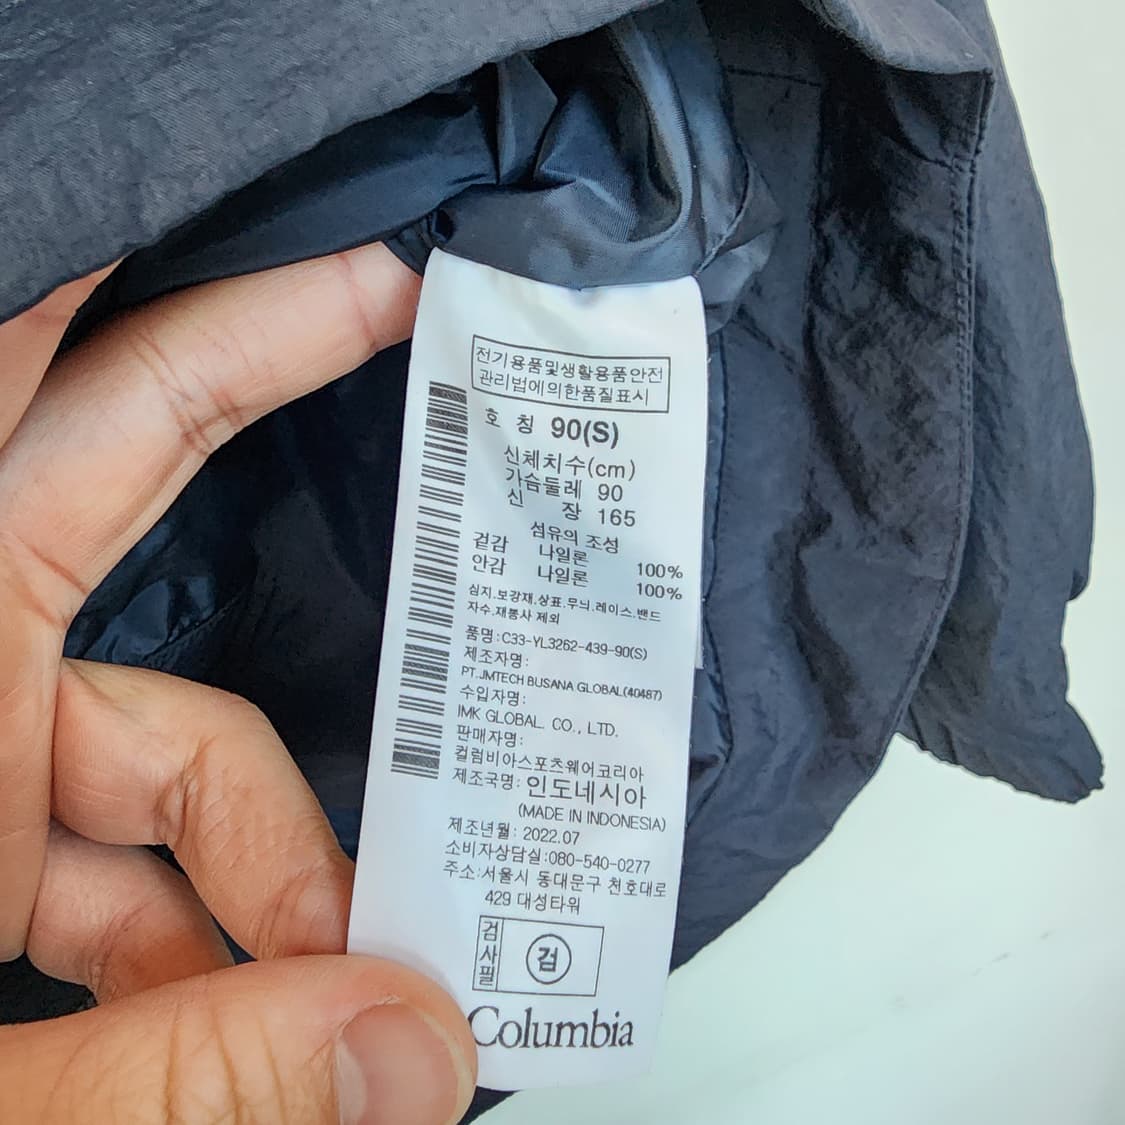 전기용품및생활용품안전
관리법에의한품질표시
호 칭 90(S)
신체치수(cm)
가슴둘레 90
신 장 165
섬유의 조성
겉감 나일론 100%
안감 나일론 100%
심지.보강재.상표.무늬.레이스.밴드
자수.재봉사 제외
품명:C33-YL3262-439-90(S)
제조자명:
PT.JMTECH BUSANA GLOBAL(40487)
수입자명:
IMK GLOBAL. CO., LTD.
판매자명:
컬럼비아스포츠웨어코리아
제조국명: 인도네시아
(MADE IN INDONESIA)
제조년월: 2022.07
소비자상담실:080-540-0277
주소:서울시 동대문구 천호대로
429 대성타워
검사필 검
Columbia